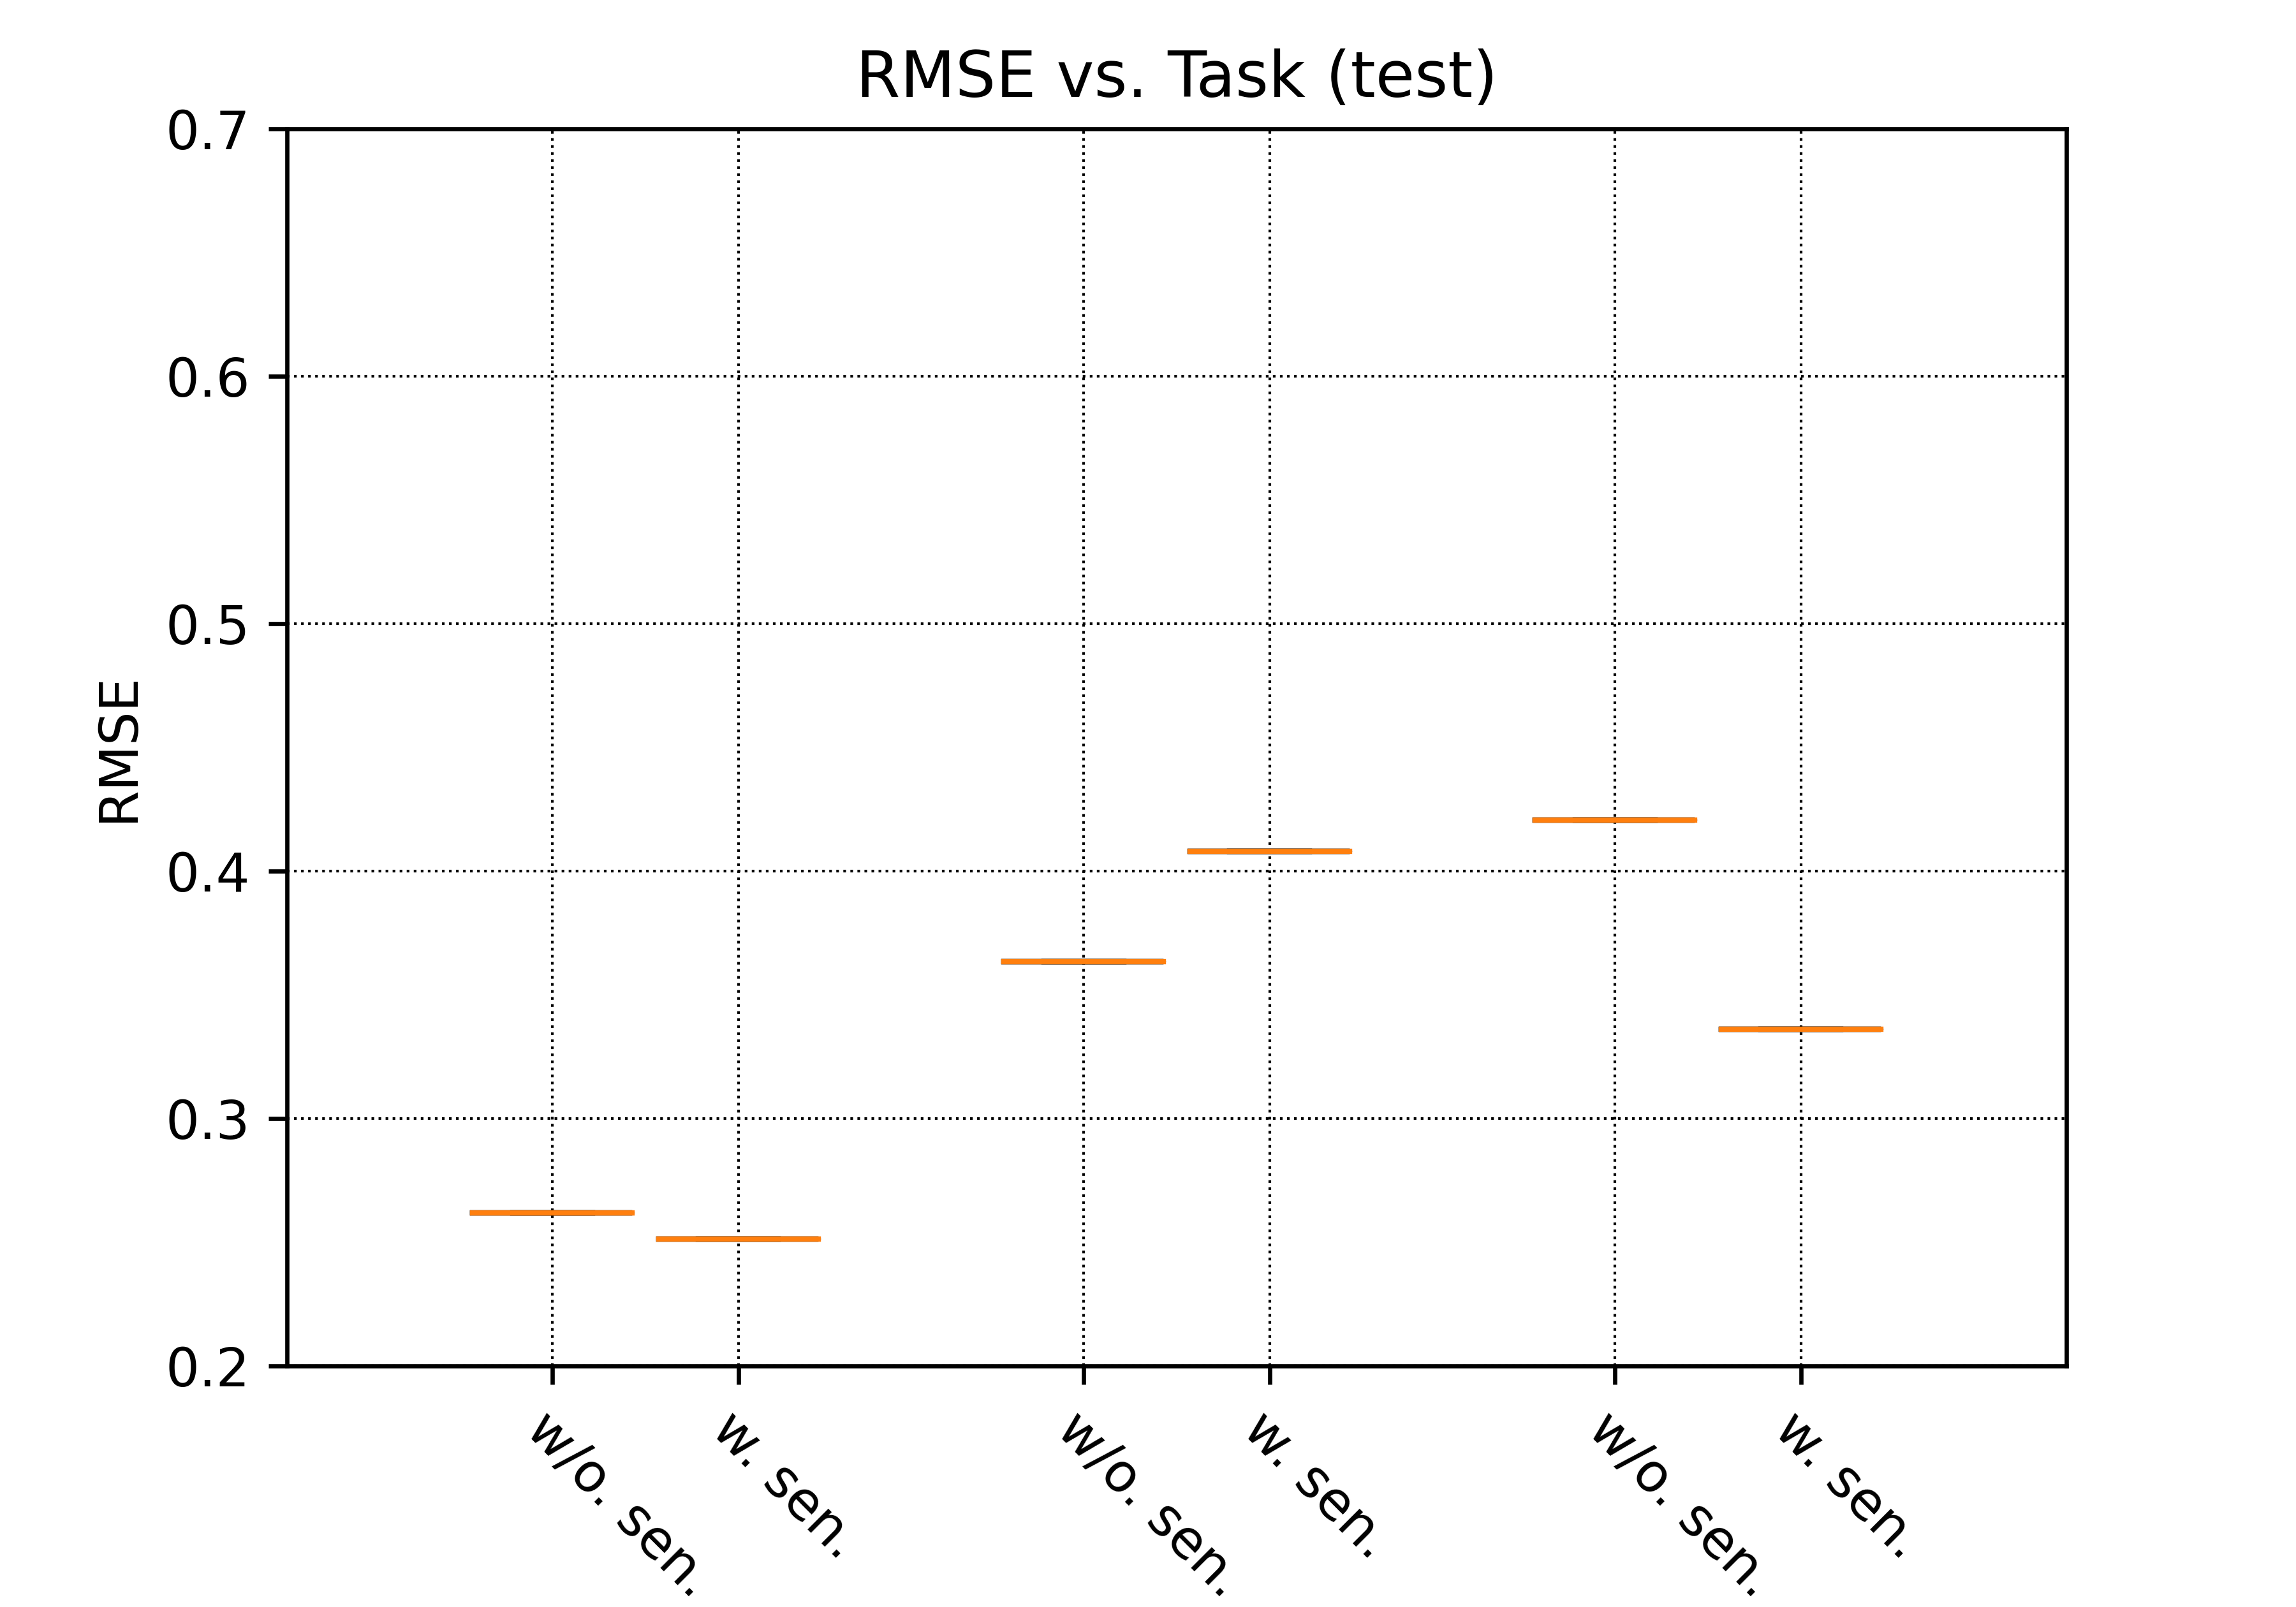 RMSE vs. Task (test)
0.7
0.6
0.5
0.4
0.3
0.2
RMSE
w/o. sen.
w. sen.
w/o. sen.
w. sen.
w/o. sen.
w. sen.